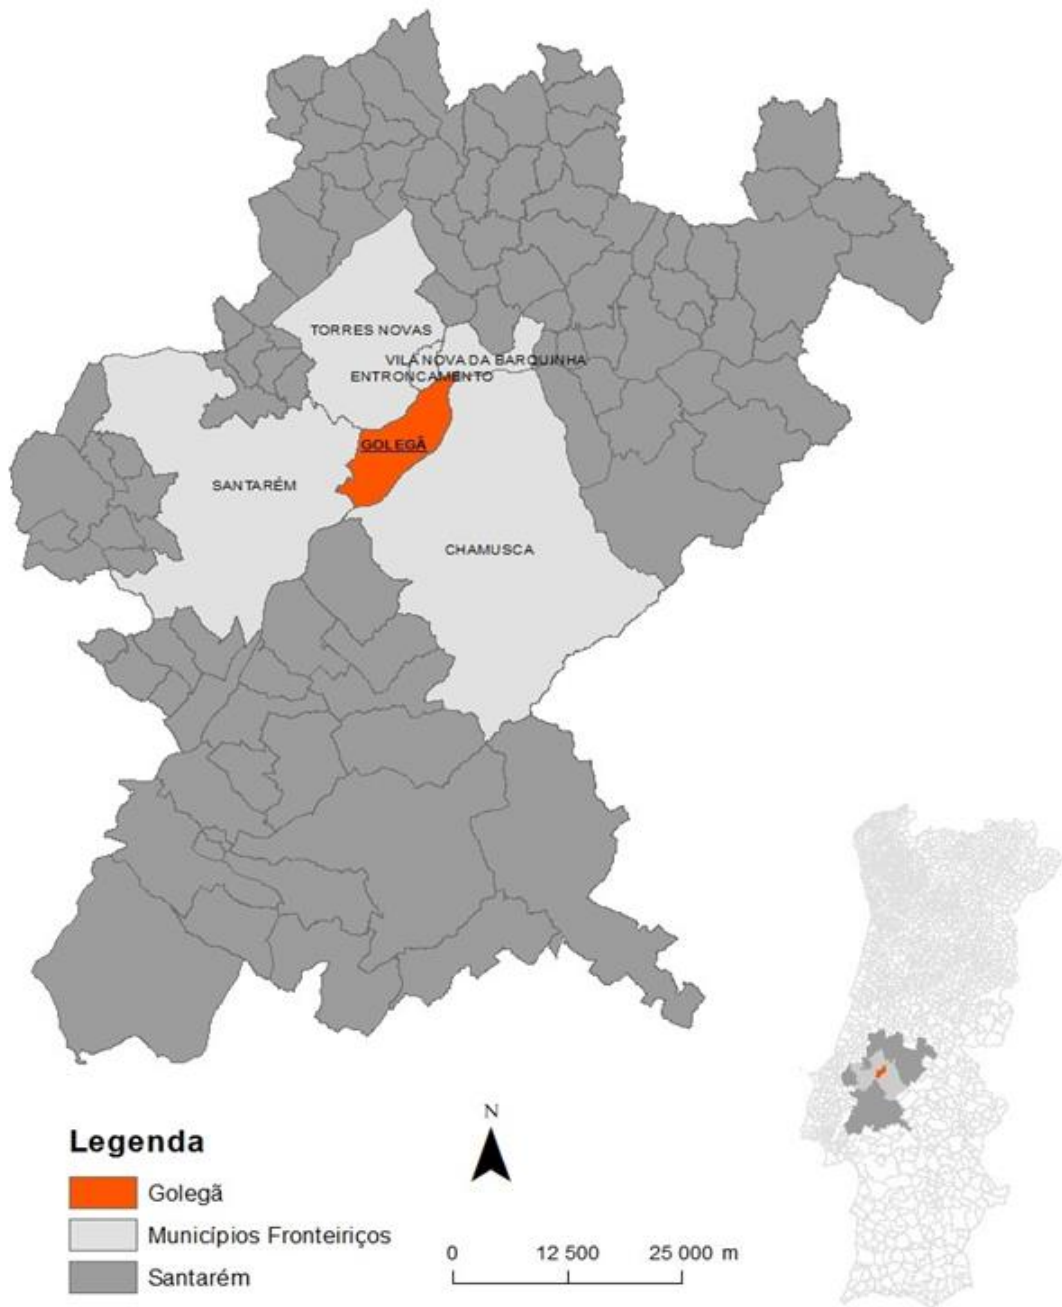 TORRES NOVAS
VILA NOVA DA BARQUINHA
ENTRONCAMENTO
GOLEGÃ
SANTARÉM
CHAMUSCA
N
Legenda
Golegã
Municípios Fronteiriços
Santarém
0 12 500 25 000 m